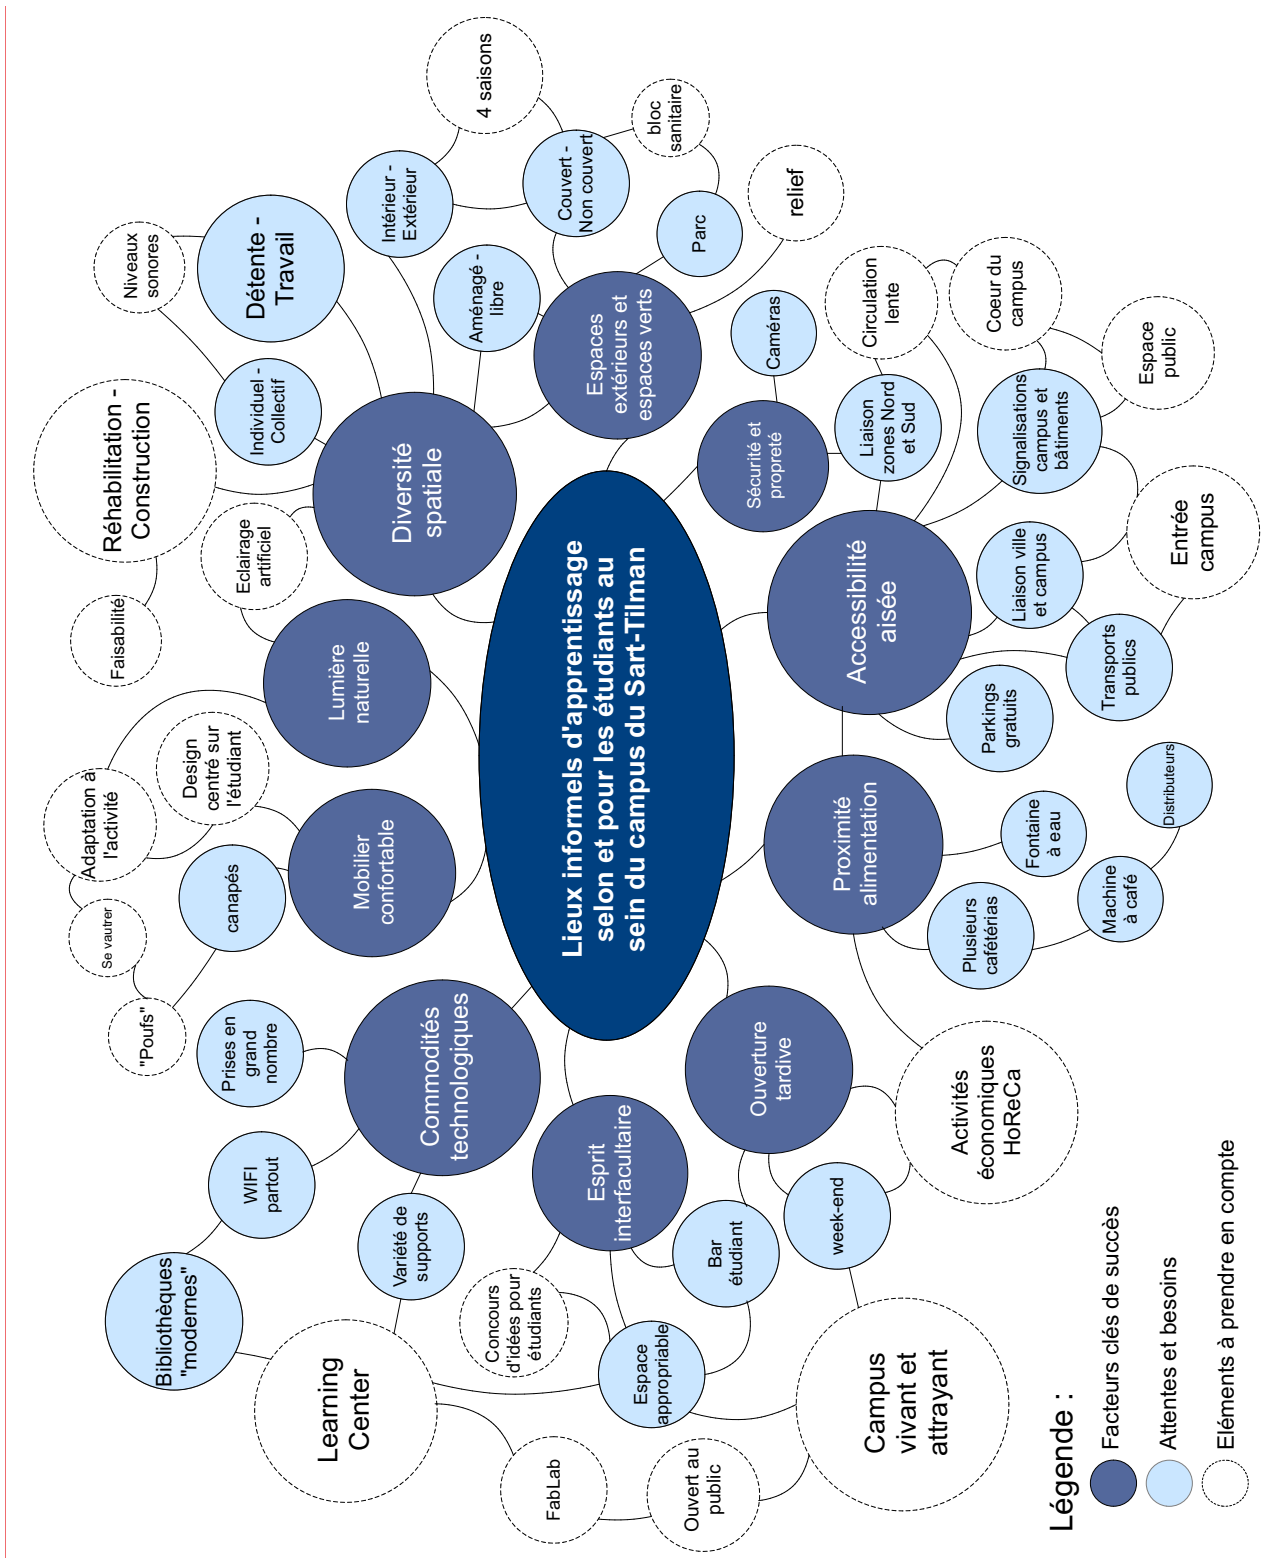 Lieux informels d'apprentissage
selon et pour les étudiants au
sein du campus du Sart-Tilman
Bibliothèques
"modernes"
WIFI
partout
Prises en
grand
nombre
"Poufs"
Se vautrer
canapés
Adaptation à
l'activité
Design
centré sur
l'étudiant
Faisabilité
Réhabilitation -
Construction
Eclairage
artificiel
Individuel -
Collectif
Niveaux
sonores
Détente -
Travail
Learning
Center
Variété de
supports
Commodités
technologiques
Mobilier
confortable
Lumière
naturelle
Diversité
spatiale
Intérieur -
Extérieur
4 saisons
Aménagé -
libre
Couvert -
Non couvert
bloc
sanitaire
Concours
d'idées pour
étudiants
Esprit
interfacultaire
Espaces
extérieurs et
espaces verts
Parc
relief
FabLab
Espace
appropriable
Ouvert au
public
Bar
étudiant
Ouverture
tardive
Sécurité et
propreté
Caméras
week-end
Proximité
alimentation
Accessibilité
aisée
Liaison
zones Nord
et Sud
Circulation
lente
Campus
vivant et
attrayant
Activités
économiques
HoReCa
Plusieurs
cafétérias
Fontaine
à eau
Parkings
gratuits
Liaison ville
et campus
Signalisations
campus et
bâtiments
Coeur du
campus
Machine
à café
Distributeurs
Transports
publics
Entrée
campus
Espace
public
Légende :
Facteurs clés de succès
Attentes et besoins
Eléments à prendre en compte